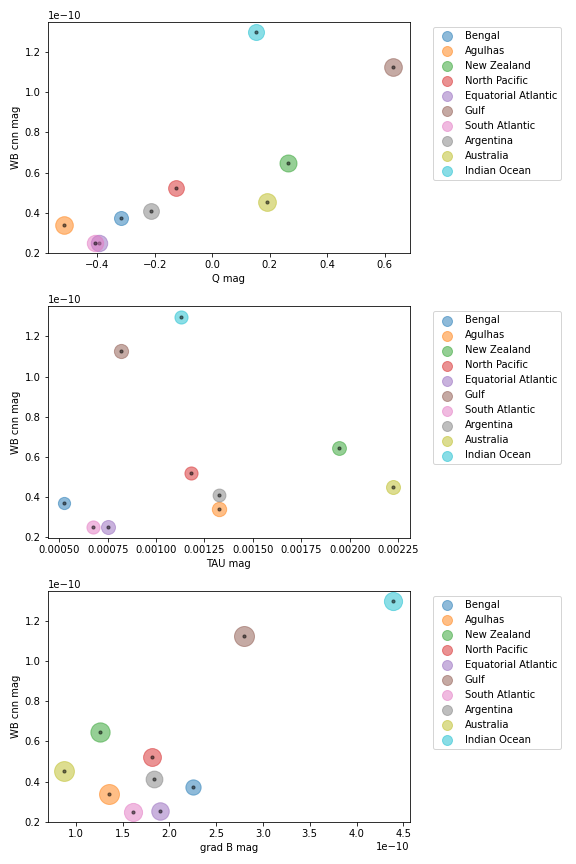 1e−10
1.2
1.0
0.8
0.6
0.4
0.2
WB cnn mag
−0.4
−0.2
0.0
0.2
0.4
0.6
Q mag
Bengal
Agulhas
New Zealand
North Pacific
Equatorial Atlantic
Gulf
South Atlantic
Argentina
Australia
Indian Ocean
1e−10
1.2
1.0
0.8
0.6
0.4
0.2
WB cnn mag
0.00050
0.00075
0.00100
0.00125
0.00150
0.00175
0.00200
0.00225
TAU mag
Bengal
Agulhas
New Zealand
North Pacific
Equatorial Atlantic
Gulf
South Atlantic
Argentina
Australia
Indian Ocean
1e−10
1.2
1.0
0.8
0.6
0.4
0.2
WB cnn mag
1.0
1.5
2.0
2.5
3.0
3.5
4.0
4.5
1e−10
grad B mag
Bengal
Agulhas
New Zealand
North Pacific
Equatorial Atlantic
Gulf
South Atlantic
Argentina
Australia
Indian Ocean